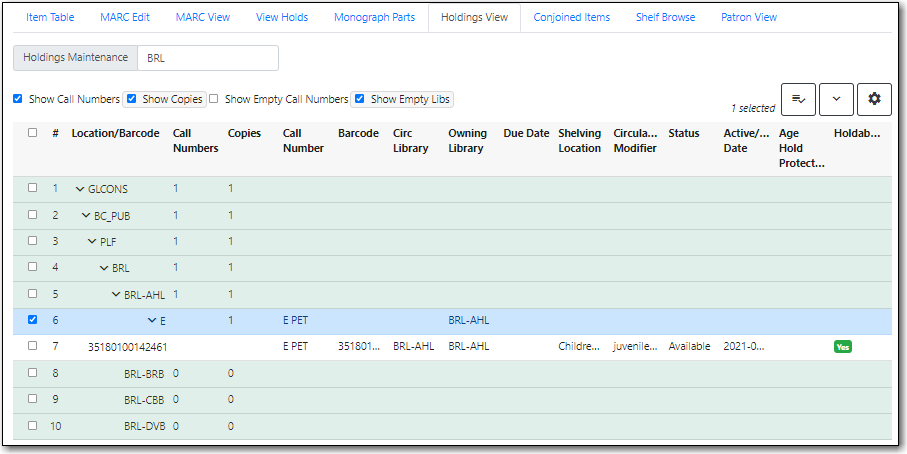 Item Table MARC Edit MARC View View Holds Monograph Parts Holdings View Conjoined Items Shelf Browse Patron View
Holdings Maintenance BRL
Show Call Numbers Show Copies Show Empty Call Numbers Show Empty Libs
1 selected
# Location/Barcode Call Numbers Copies Call Number Barcode Circ Library Owning Library Due Date Shelving Location Circula... Modifier Status Active/... Date Age Hold Protect... Holdab...
1 GLCONS 1 1
2 BC_PUB 1 1
3 PLF 1 1
4 BRL 1 1
5 BRL-AHL 1 1
6 E 1 E PET BRL-AHL
7 35180100142461 E PET 351801... BRL-AHL BRL-AHL Childre... juvenile... Available 2021-0... Yes
8 BRL-BRB 0 0
9 BRL-CBB 0 0
10 BRL-DVB 0 0